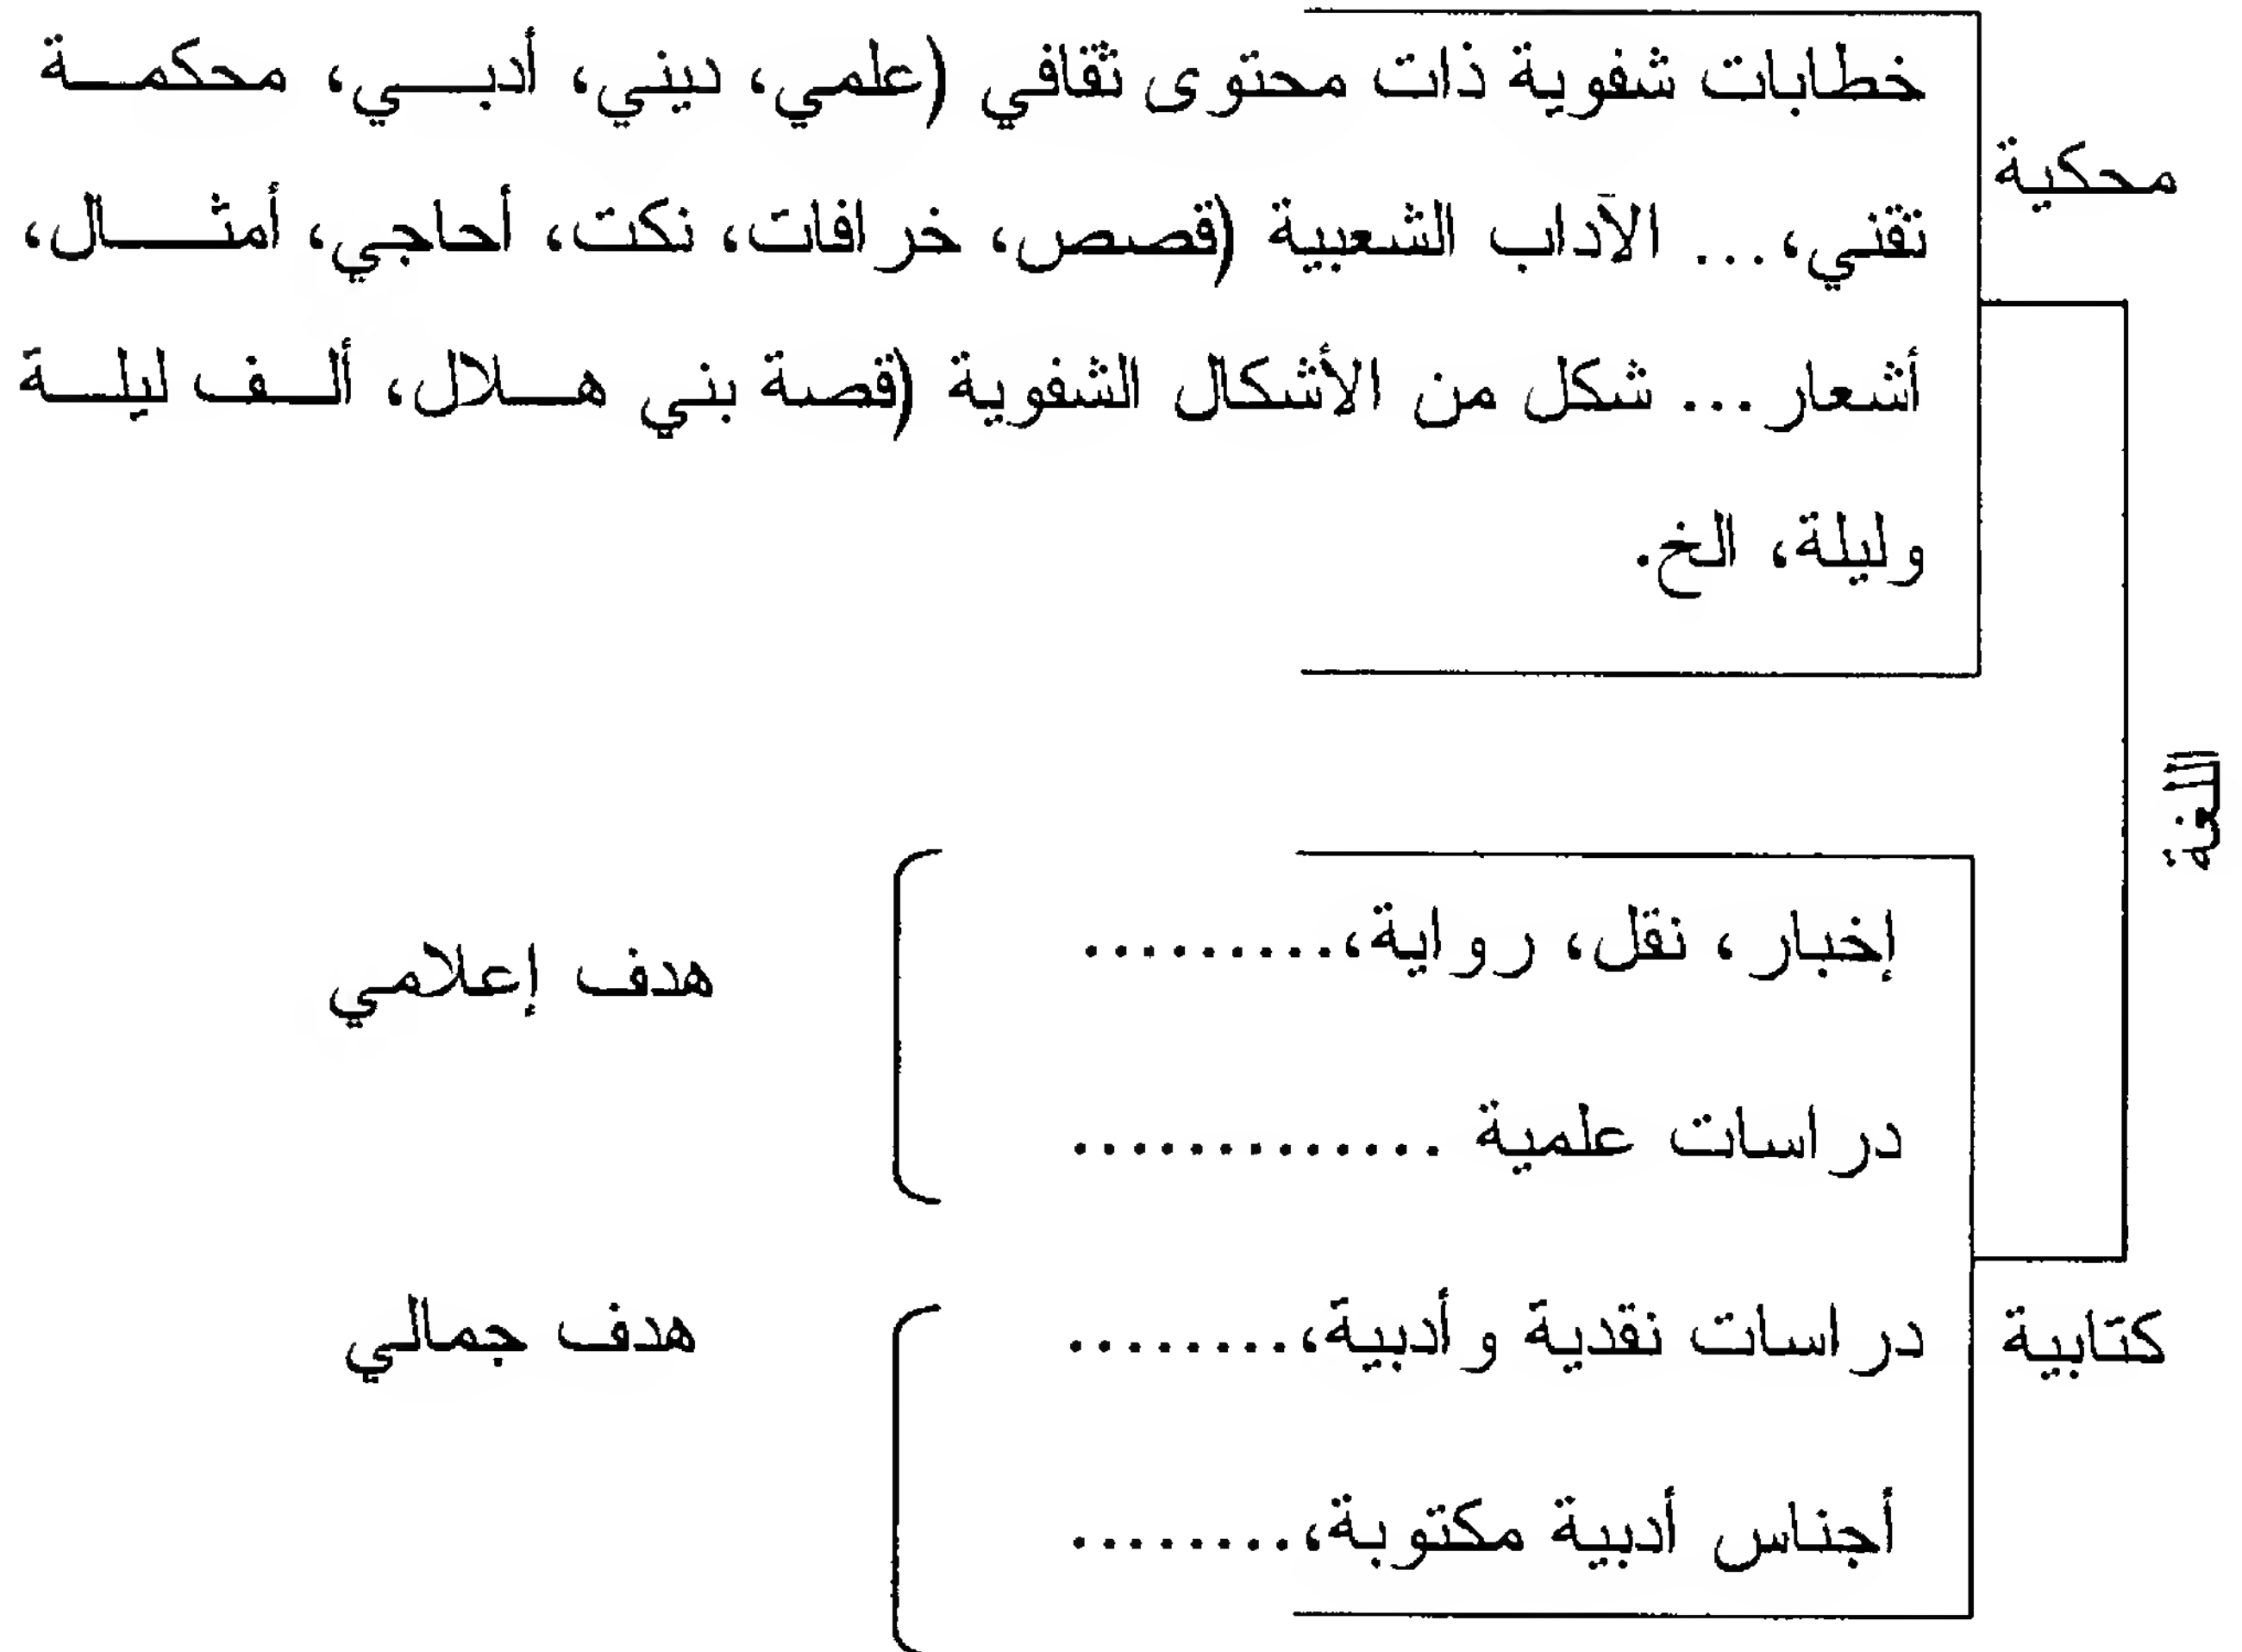 خطابات شفوية ذات محتوى ثقافي (علمي، ديني، أدبي، محكمة
محكية
تقني،... الآداب الشعبية (قصص، خرافات، نكت، أحاجي، أمثال،
أشعار... شكل من الأشكال الشفوية (قصة بني هلال، ألف ليلة
وليلة، الخ.
اللغة
إخبار، نقل، رواية،.........
هدف إعلامي
دراسات علمية .............
كتابية
دراسات نقدية وأدبية،........
هدف جمالي
أجناس أدبية مكتوبة،........